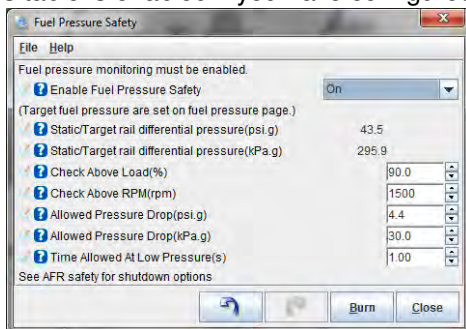 Fuel Pressure Safety
File Help
Fuel pressure monitoring must be enabled.
Enable Fuel Pressure Safety On
(Target fuel pressure are set on fuel pressure page.)
Static/Target rail differential pressure(psi.g) 43.5
Static/Target rail differential pressure(kPa.g) 295.9
Check Above Load(%) 90.0
Check Above RPM(rpm) 1500
Allowed Pressure Drop(psi.g) 4.4
Allowed Pressure Drop(kPa.g) 30.0
Time Allowed At Low Pressure(s) 1.00
See AFR safety for shutdown options
Burn Close